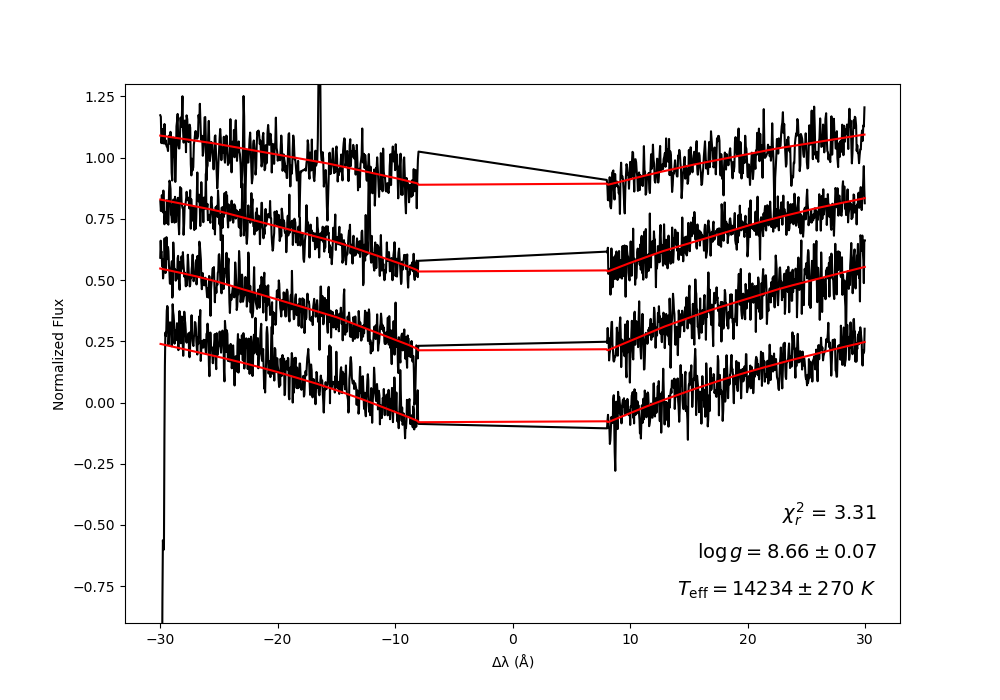 1.25
1.00
0.75
0.50
0.25
0.00
−0.25
−0.50
−0.75
Normalized Flux
χ²ᵣ = 3.31
log g = 8.66 ± 0.07
T_eff = 14234 ± 270 K
−30 −20 −10 0 10 20 30
Δλ (Å)